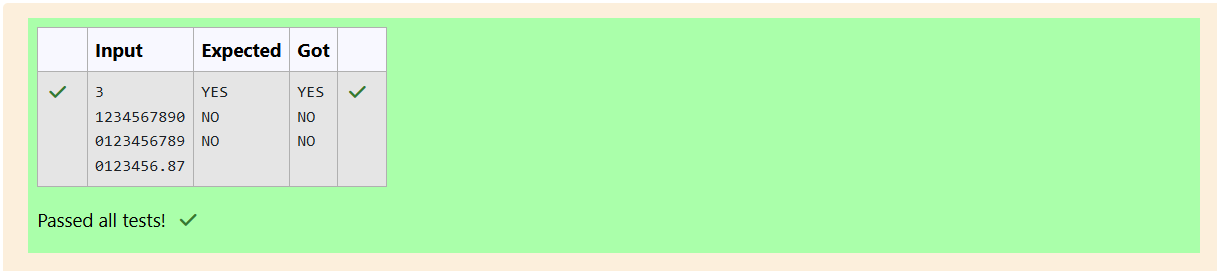 Input Expected Got
3 YES YES
1234567890 NO NO
0123456789 NO NO
0123456.87
Passed all tests!